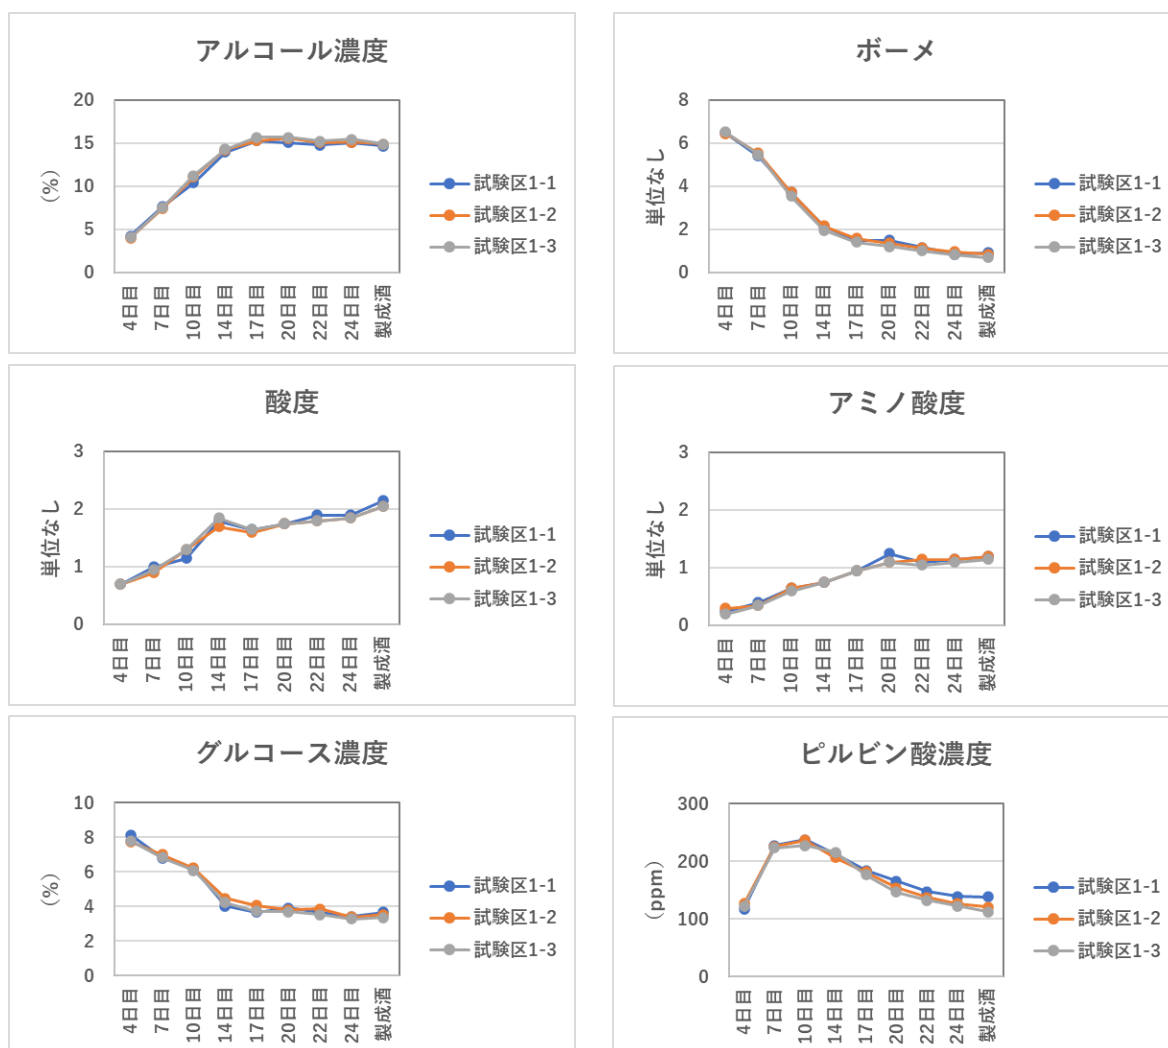 アルコール濃度
(%)
20
15
10
5
0
4日目
7日目
10日目
14日目
17日目
20日目
22日目
24日目
製成酒
試験区1-1
試験区1-2
試験区1-3
ボーメ
単位なし
8
6
4
2
0
4日目
7日目
10日目
14日目
17日目
20日目
22日目
24日目
製成酒
試験区1-1
試験区1-2
試験区1-3
酸度
単位なし
3
2
1
0
4日目
7日目
10日目
14日目
17日目
20日目
22日目
24日目
製成酒
試験区1-1
試験区1-2
試験区1-3
アミノ酸度
単位なし
3
2
1
0
4日目
7日目
10日目
14日目
17日目
20日目
22日目
24日目
製成酒
試験区1-1
試験区1-2
試験区1-3
グルコース濃度
(%)
10
8
6
4
2
0
4日目
7日目
10日目
14日目
17日目
20日目
22日目
24日目
製成酒
試験区1-1
試験区1-2
試験区1-3
ピルビン酸濃度
(ppm)
300
200
100
0
4日目
7日目
10日目
14日目
17日目
20日目
22日目
24日目
製成酒
試験区1-1
試験区1-2
試験区1-3